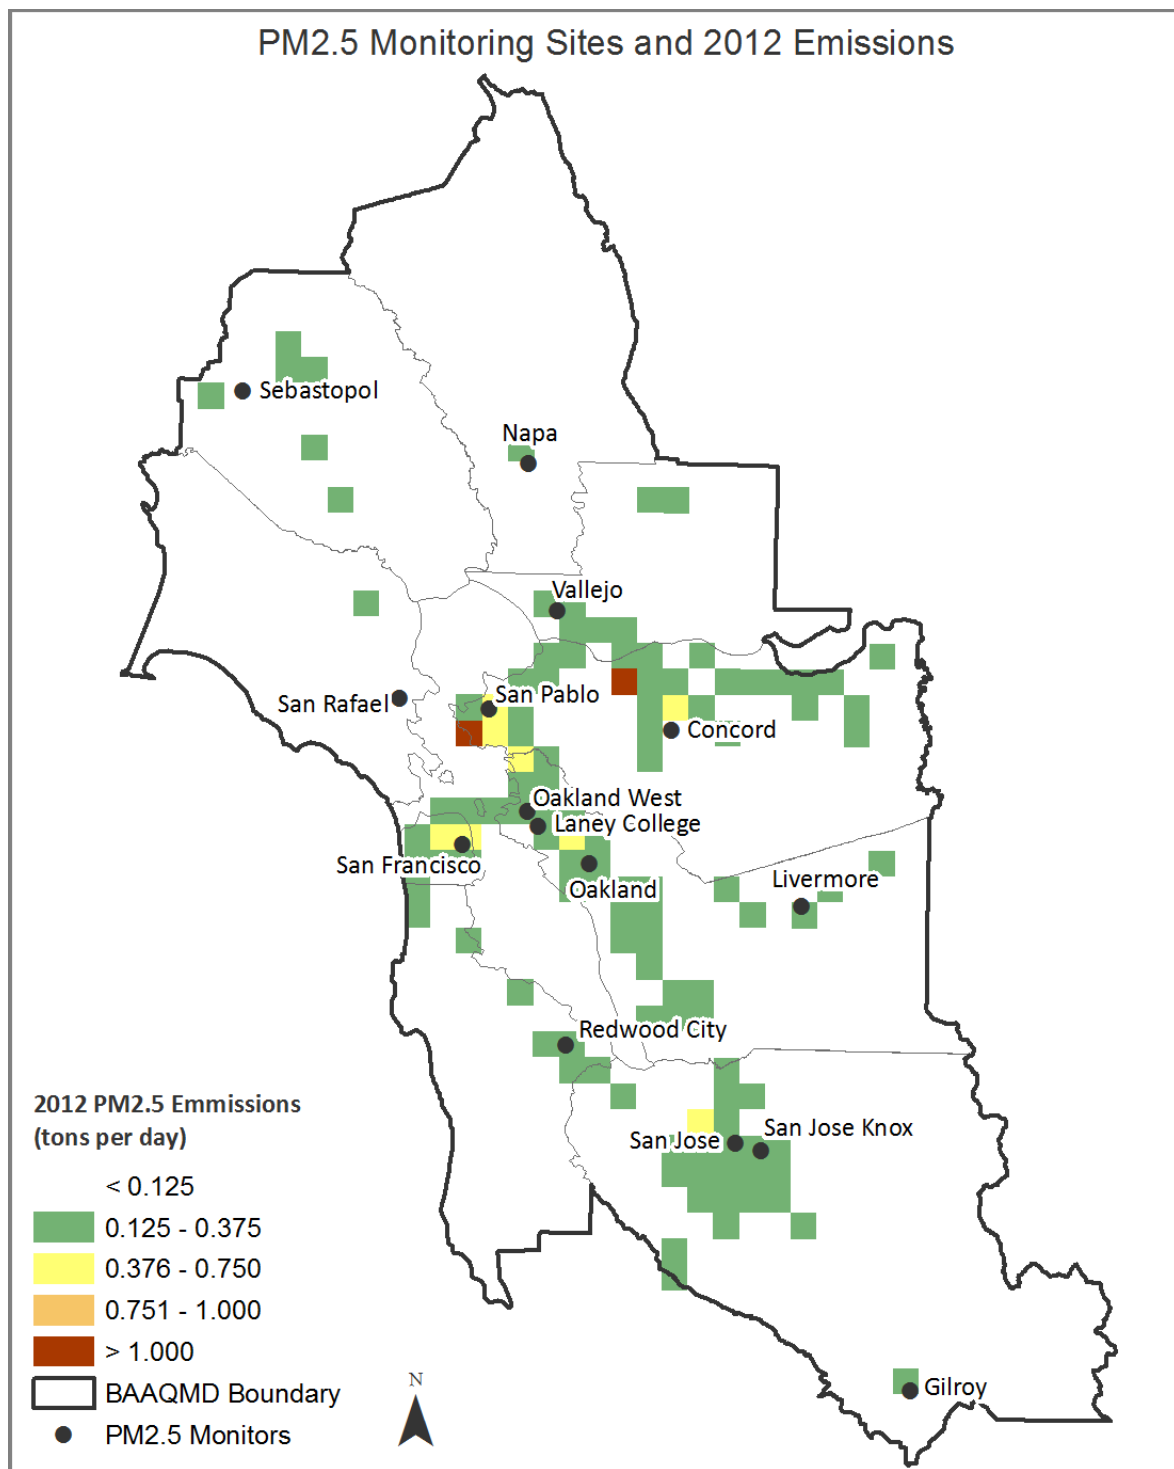 PM2.5 Monitoring Sites and 2012 Emissions
Sebastopol
Napa
Vallejo
San Rafael
San Pablo
Concord
Oakland West
Laney College
San Francisco
Oakland
Livermore
Redwood City
San Jose
San Jose Knox
Gilroy
2012 PM2.5 Emmissions
(tons per day)
< 0.125
0.125 - 0.375
0.376 - 0.750
0.751 - 1.000
> 1.000
BAAQMD Boundary
PM2.5 Monitors
N